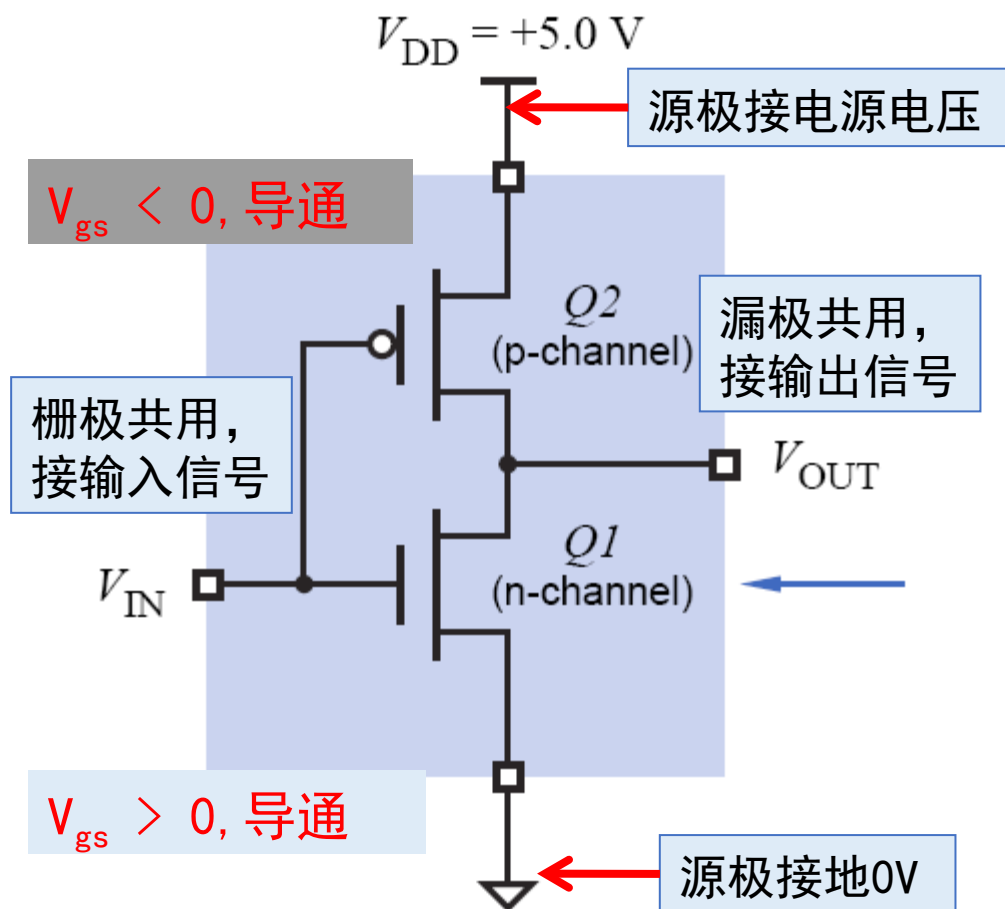 V_DD = +5.0 V
源极接电源电压
V_gs < 0,导通
Q2
(p-channel)
漏极共用，
接输出信号
栅极共用，
接输入信号
V_OUT
Q1
(n-channel)
V_IN
V_gs > 0,导通
源极接地0V